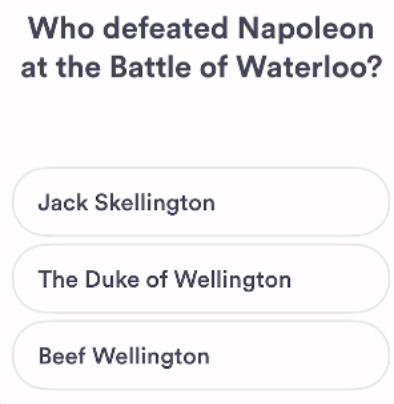 Who defeated Napoleon
at the Battle of Waterloo?
Jack Skellington
The Duke of Wellington
Beef Wellington